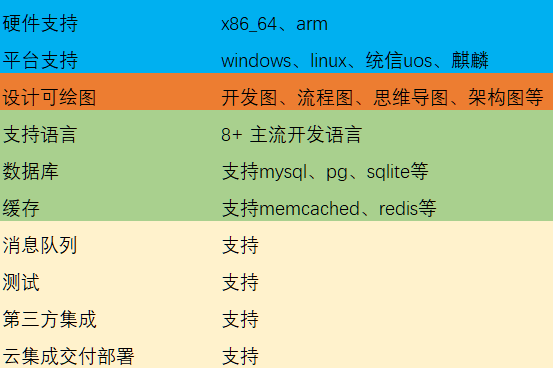 硬件支持 x86_64、arm
平台支持 windows、linux、统信uos、麒麟
设计可绘图 开发图、流程图、思维导图、架构图等
支持语言 8+ 主流开发语言
数据库 支持mysql、pg、sqlite等
缓存 支持memcached、redis等
消息队列 支持
测试 支持
第三方集成 支持
云集成交付部署 支持